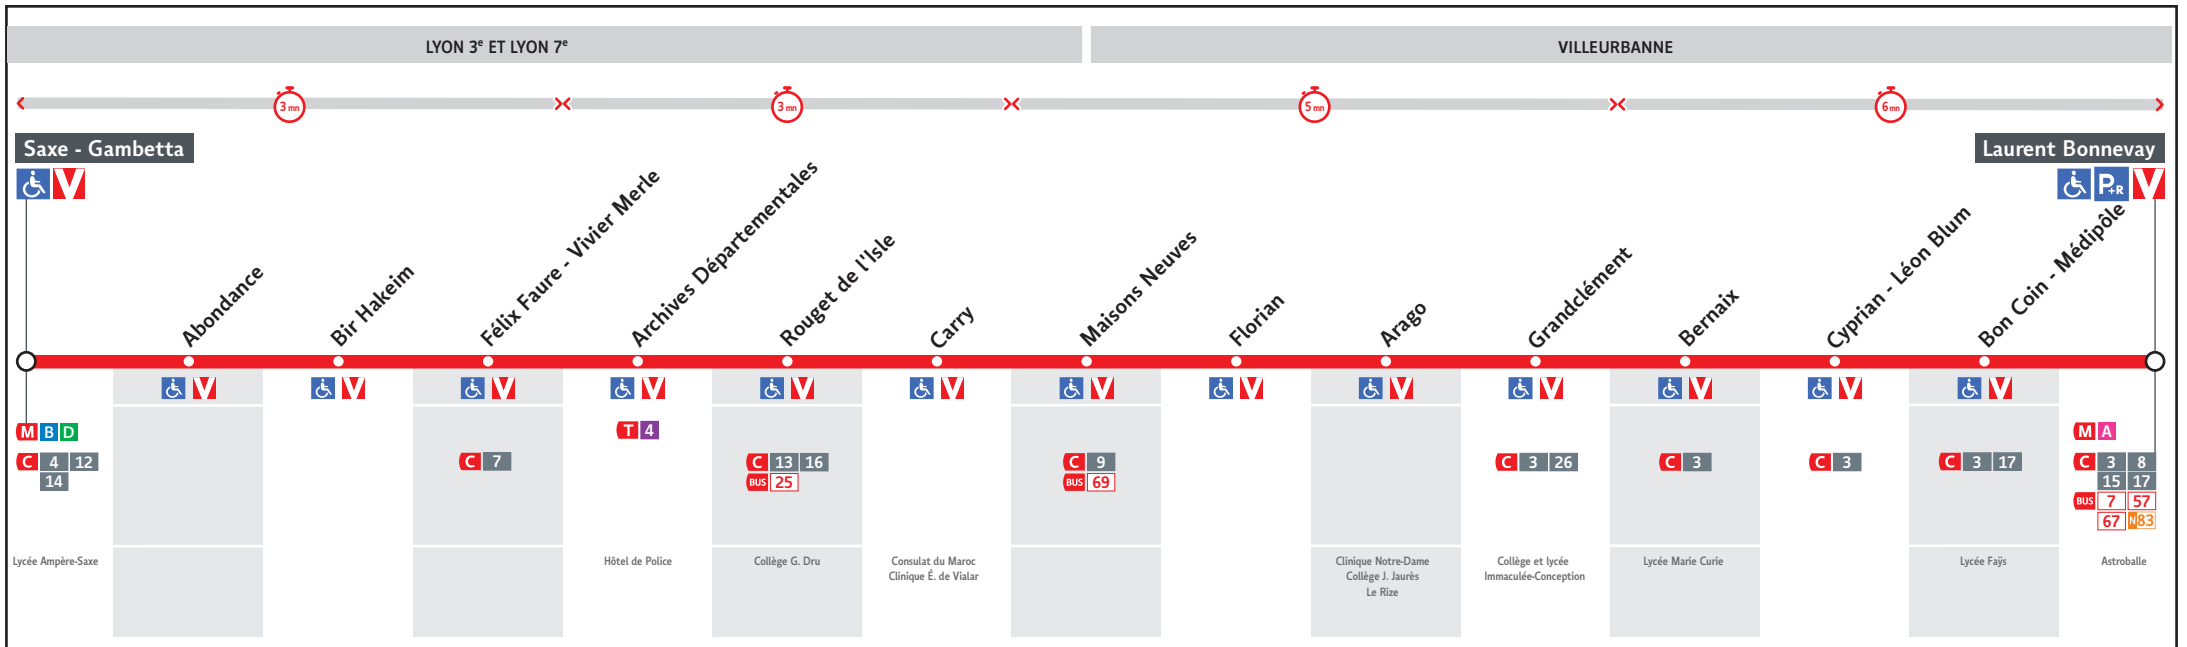 LYON 3e ET LYON 7e
VILLEURBANNE
3 mn
3 mn
5 mn
6 mn
Saxe - Gambetta
Laurent Bonnevay
V
P+R V
Abondance
Bir Hakeim
Félix Faure - Vivier Merle
Archives Départementales
Rouget de l'Isle
Carry
Maisons Neuves
Florian
Arago
Grandclément
Bernaix
Cyprian - Léon Blum
Bon Coin - Médipôle
V
V
V
V
V
V
V
V
V
V
V
V
V
M B D
C 4 12
14
C 7
T 4
C 13 16
BUS 25
C 9
BUS 69
C 3 26
C 3
C 3
C 3 17
M A
C 3 8
15 17
BUS 7 57
67 N83
Lycée Ampère-Saxe
Hôtel de Police
Collège G. Dru
Consulat du Maroc
Clinique É. de Vialar
Clinique Notre-Dame
Collège J. Jaurès
Le Rize
Collège et lycée
Immaculée-Conception
Lycée Marie Curie
Lycée Faÿs
Astroballe